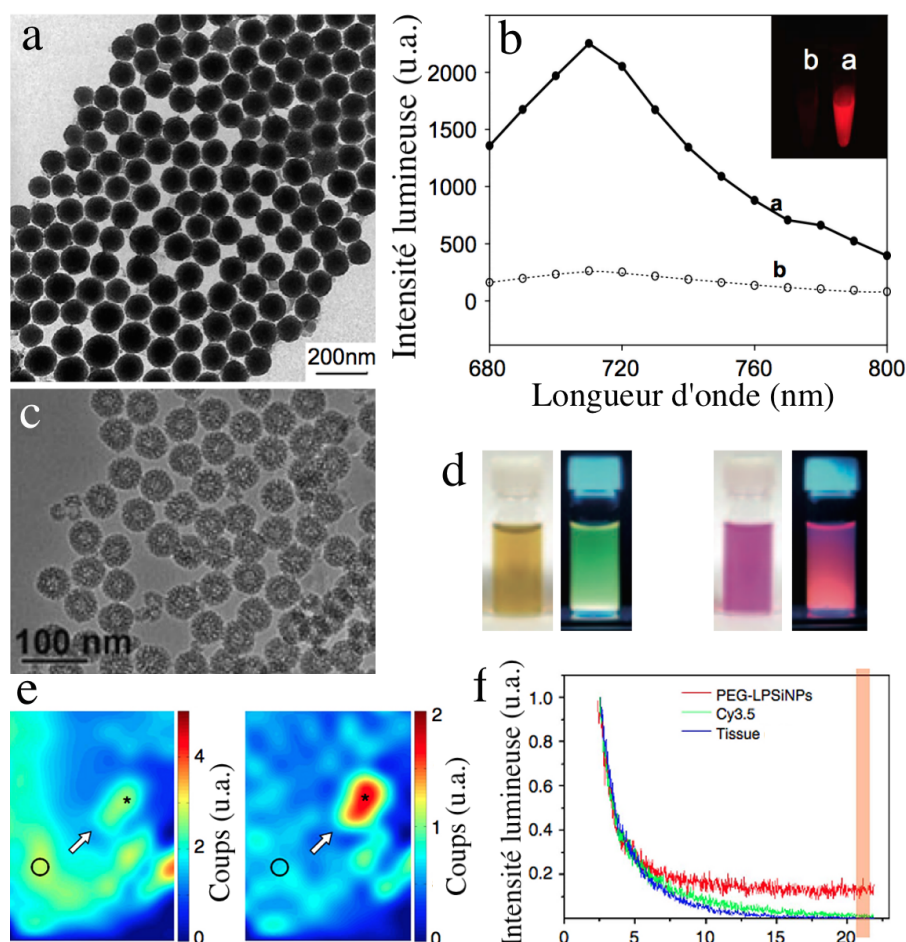 a
200nm
b
Intensité lumineuse (u.a.)
2000
1500
1000
500
0
b a
a
b
680 720 760 800
Longueur d'onde (nm)
c
100 nm
d
e
4
2
0
Coups (u.a.)
2
1
0
Coups (u.a.)
f
Intensité lumineuse (u.a.)
1.0
0.8
0.6
0.4
0.2
PEG-LPSiNPs
Cy3.5
Tissue
0 5 10 15 20